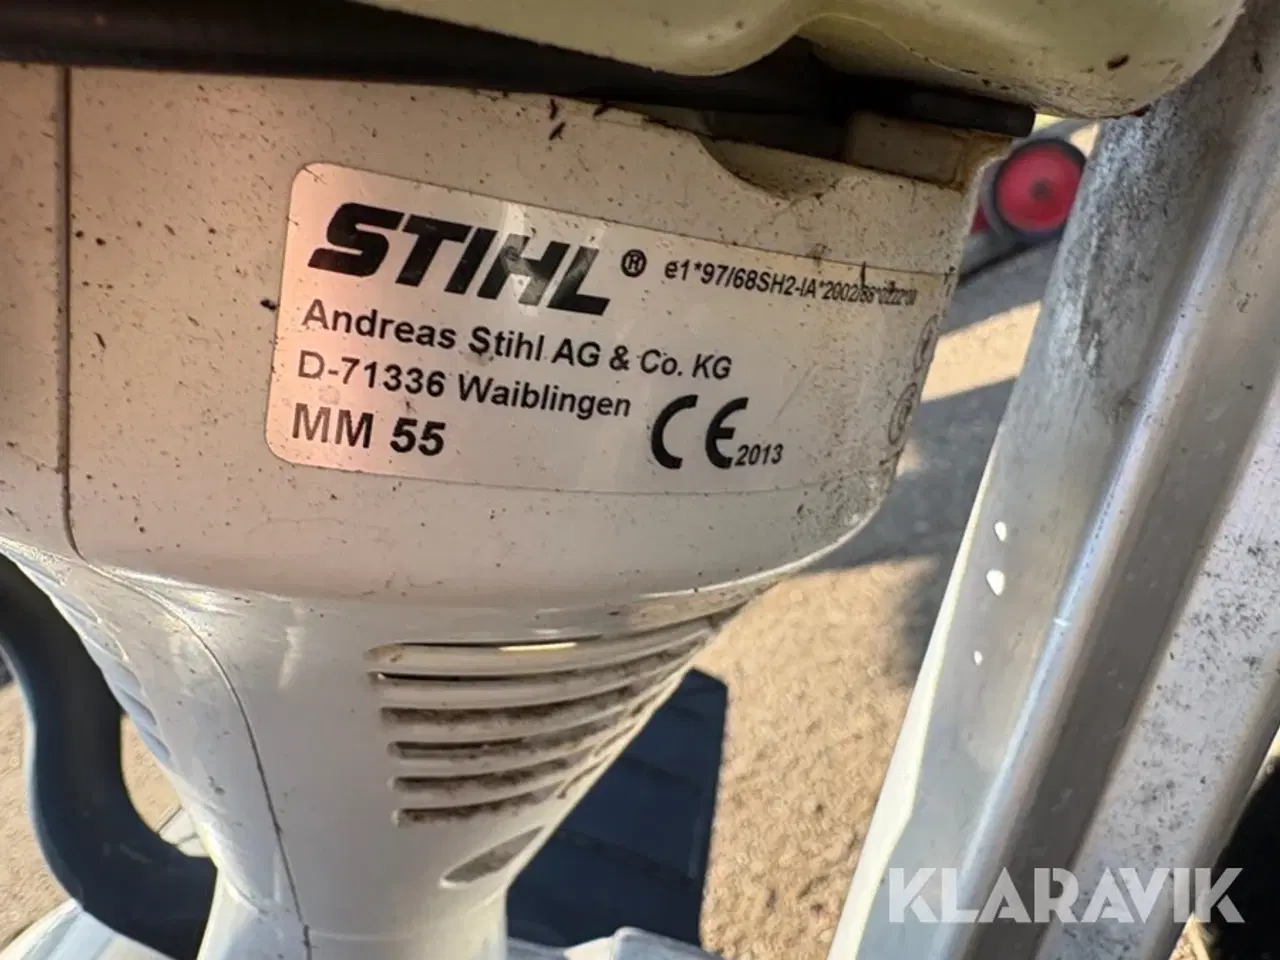 STIHL® e1*97/68SH2-IA*2002/88*0222*00
Andreas Stihl AG & Co. KG
D-71336 Waiblingen
MM 55
CE 2013
KLARAVIK